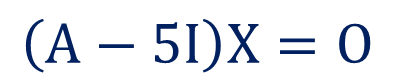 (A − 5I)X = O